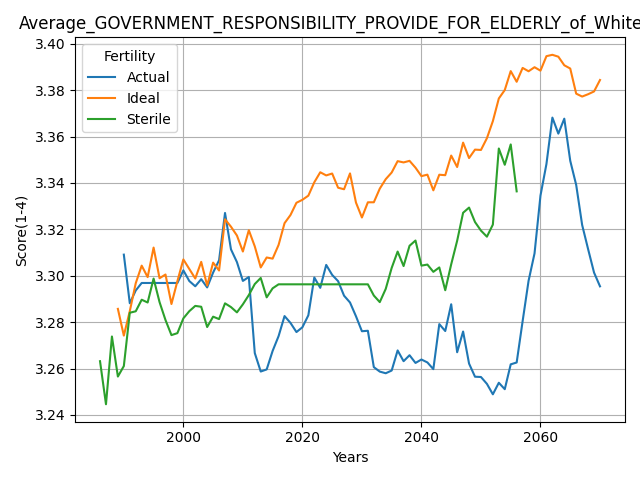 Average_GOVERNMENT_RESPONSIBILITY_PROVIDE_FOR_ELDERLY_of_White
3.40
3.38
3.36
3.34
3.32
3.30
3.28
3.26
3.24
Score(1-4)
Fertility
Actual
Ideal
Sterile
2000
2020
2040
2060
Years